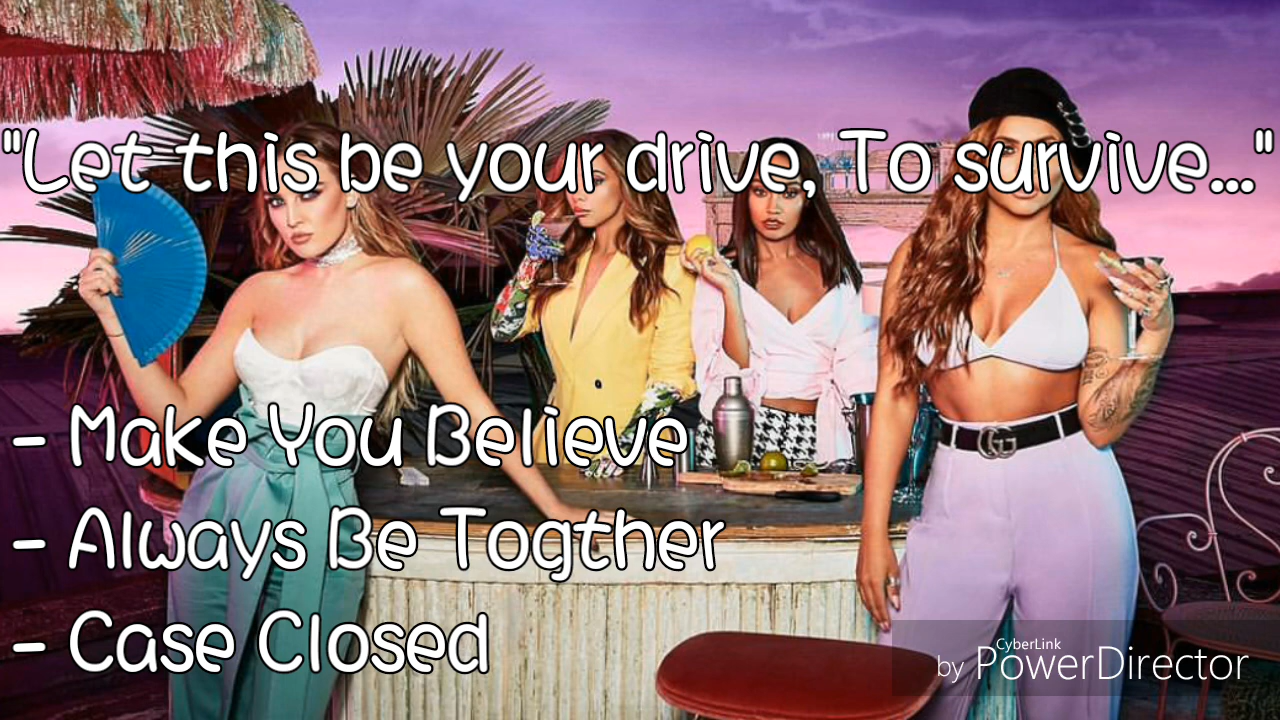 "Let this be your drive, To survive..."
- Make You Believe
- Always Be Togther
- Case Closed
CyberLink
by PowerDirector